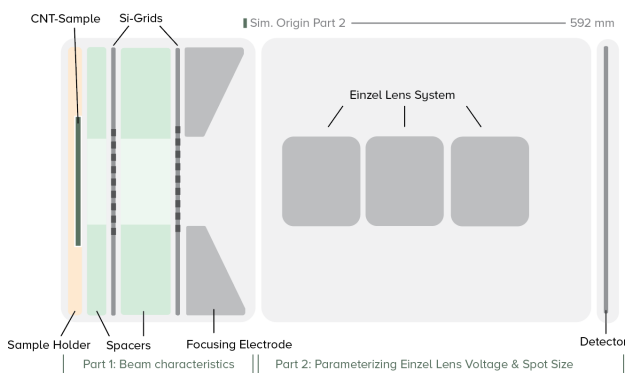 CNT-Sample
Si-Grids
Sim. Origin Part 2
592 mm
Einzel Lens System
Sample Holder
Spacers
Focusing Electrode
Detector
Part 1: Beam characteristics
Part 2: Parameterizing Einzel Lens Voltage & Spot Size